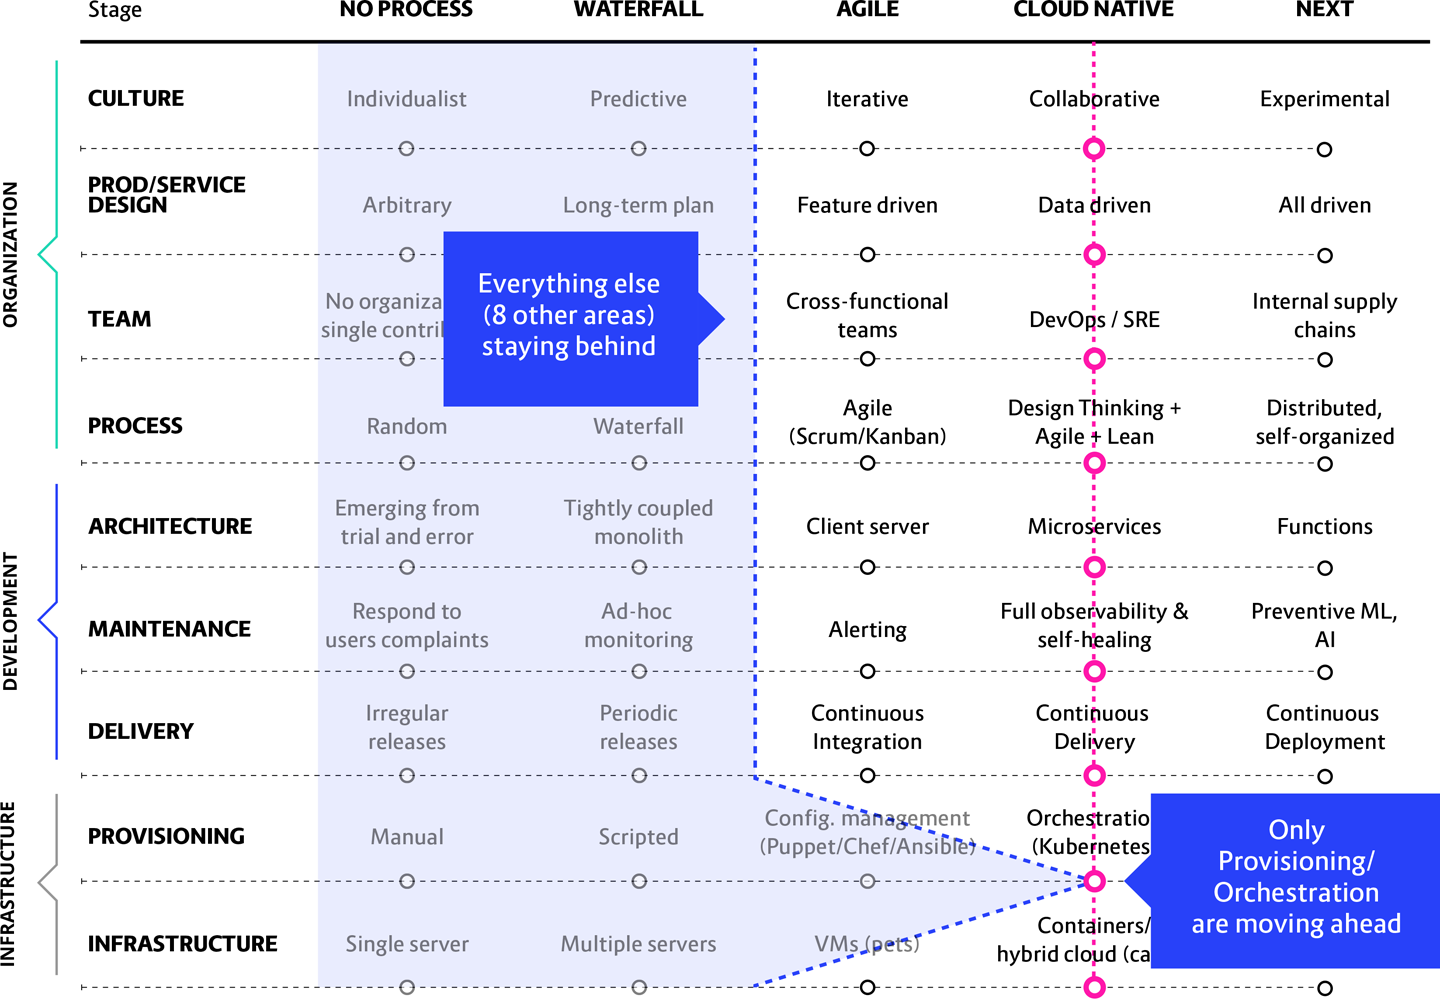 Stage NO PROCESS WATERFALL AGILE CLOUD NATIVE NEXT
ORGANIZATION
CULTURE Individualist Predictive Iterative Collaborative Experimental
PROD/SERVICE
DESIGN Arbitrary Long-term plan Feature driven Data driven All driven
Everything else
(8 other areas)
staying behind
TEAM
No
single
Cross-functional
teams
DevOps / SRE
Internal supply
chains
PROCESS Random Waterfall
Agile
(Scrum/Kanban)
Design Thinking +
Agile + Lean
Distributed,
self-organized
DEVELOPMENT
ARCHITECTURE
Emerging from
trial and error
Tightly coupled
monolith
Client server
Microservices
Functions
MAINTENANCE
Respond to
users complaints
Ad-hoc
monitoring
Alerting
Full observability &
self-healing
Preventive ML,
AI
DELIVERY
Irregular
releases
Periodic
releases
Continuous
Integration
Continuous
Delivery
Continuous
Deployment
INFRASTRUCTURE
PROVISIONING
Manual
Scripted
Config. management
(Puppet/Chef/Ansible)
Orchestratio
(Kubernetes
Only
Provisioning/
Orchestration
are moving ahead
INFRASTRUCTURE
Single server
Multiple servers
VMs (pets)
Containers/
hybrid cloud (ca